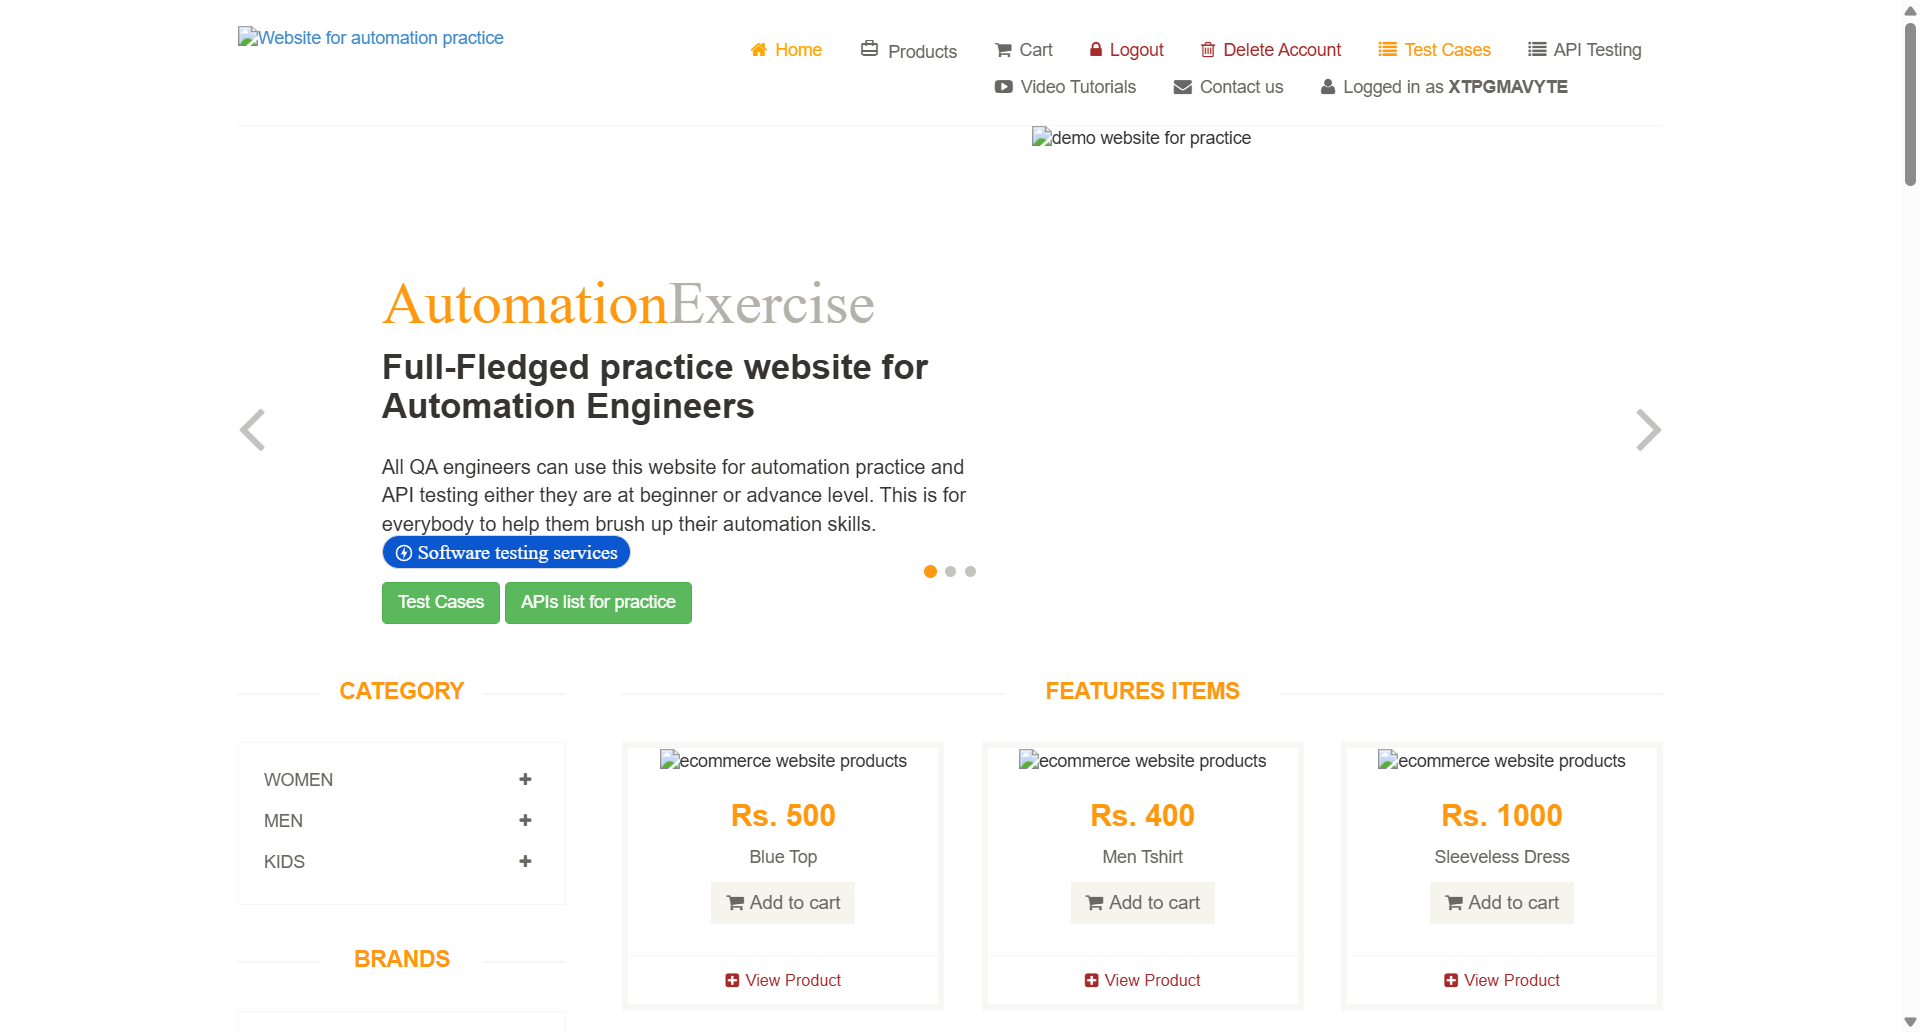 Website for automation practice
Home Products Cart Logout Delete Account Test Cases API Testing
Video Tutorials Contact us Logged in as XTPGMAVYTE
demo website for practice
AutomationExercise
Full-Fledged practice website for
Automation Engineers
All QA engineers can use this website for automation practice and
API testing either they are at beginner or advance level. This is for
everybody to help them brush up their automation skills.
Software testing services
Test Cases APIs list for practice
CATEGORY
WOMEN
MEN
KIDS
BRANDS
FEATURES ITEMS
ecommerce website products
Rs. 500
Blue Top
Add to cart
View Product
ecommerce website products
Rs. 400
Men Tshirt
Add to cart
View Product
ecommerce website products
Rs. 1000
Sleeveless Dress
Add to cart
View Product